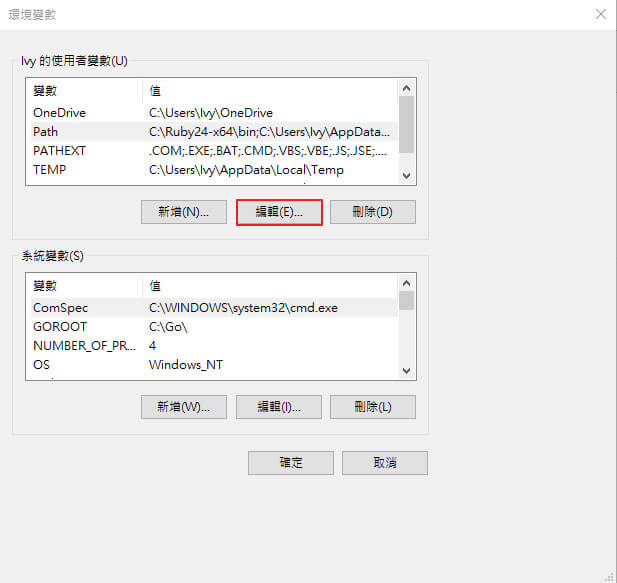 環境變數
Ivy 的使用者變數(U)
變數 值
OneDrive C:\Users\Ivy\OneDrive
Path C:\Ruby24-x64\bin;C:\Users\Ivy\AppData...
PATHEXT .COM;.EXE;.BAT;.CMD;.VBS;.VBE;.JS;.JSE;....
TEMP C:\Users\Ivy\AppData\Local\Temp
新增(N)... 編輯(E)... 刪除(D)
系統變數(S)
變數 值
ComSpec C:\WINDOWS\system32\cmd.exe
GOROOT C:\Go\
NUMBER_OF_PR... 4
OS Windows_NT
新增(W)... 編輯(I)... 刪除(L)
確定 取消